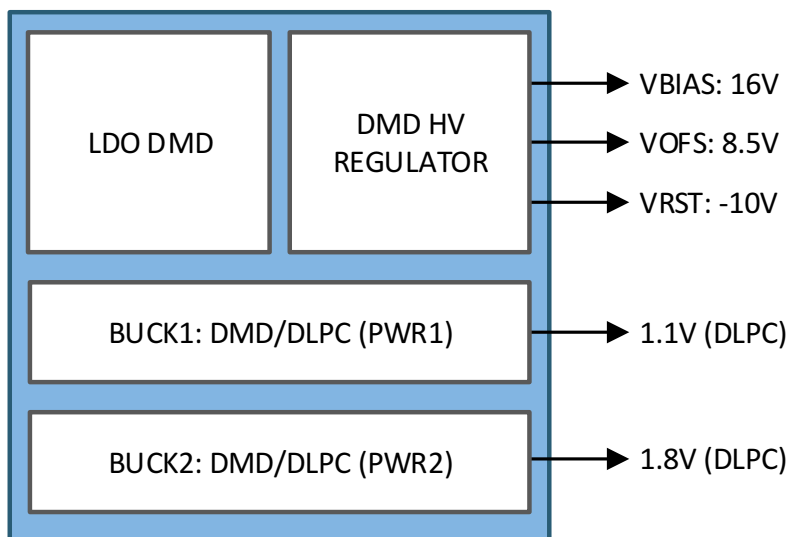 LDO DMD
DMD HV
REGULATOR
VBIAS: 16V
VOFS: 8.5V
VRST: -10V
BUCK1: DMD/DLPC (PWR1)
1.1V (DLPC)
BUCK2: DMD/DLPC (PWR2)
1.8V (DLPC)